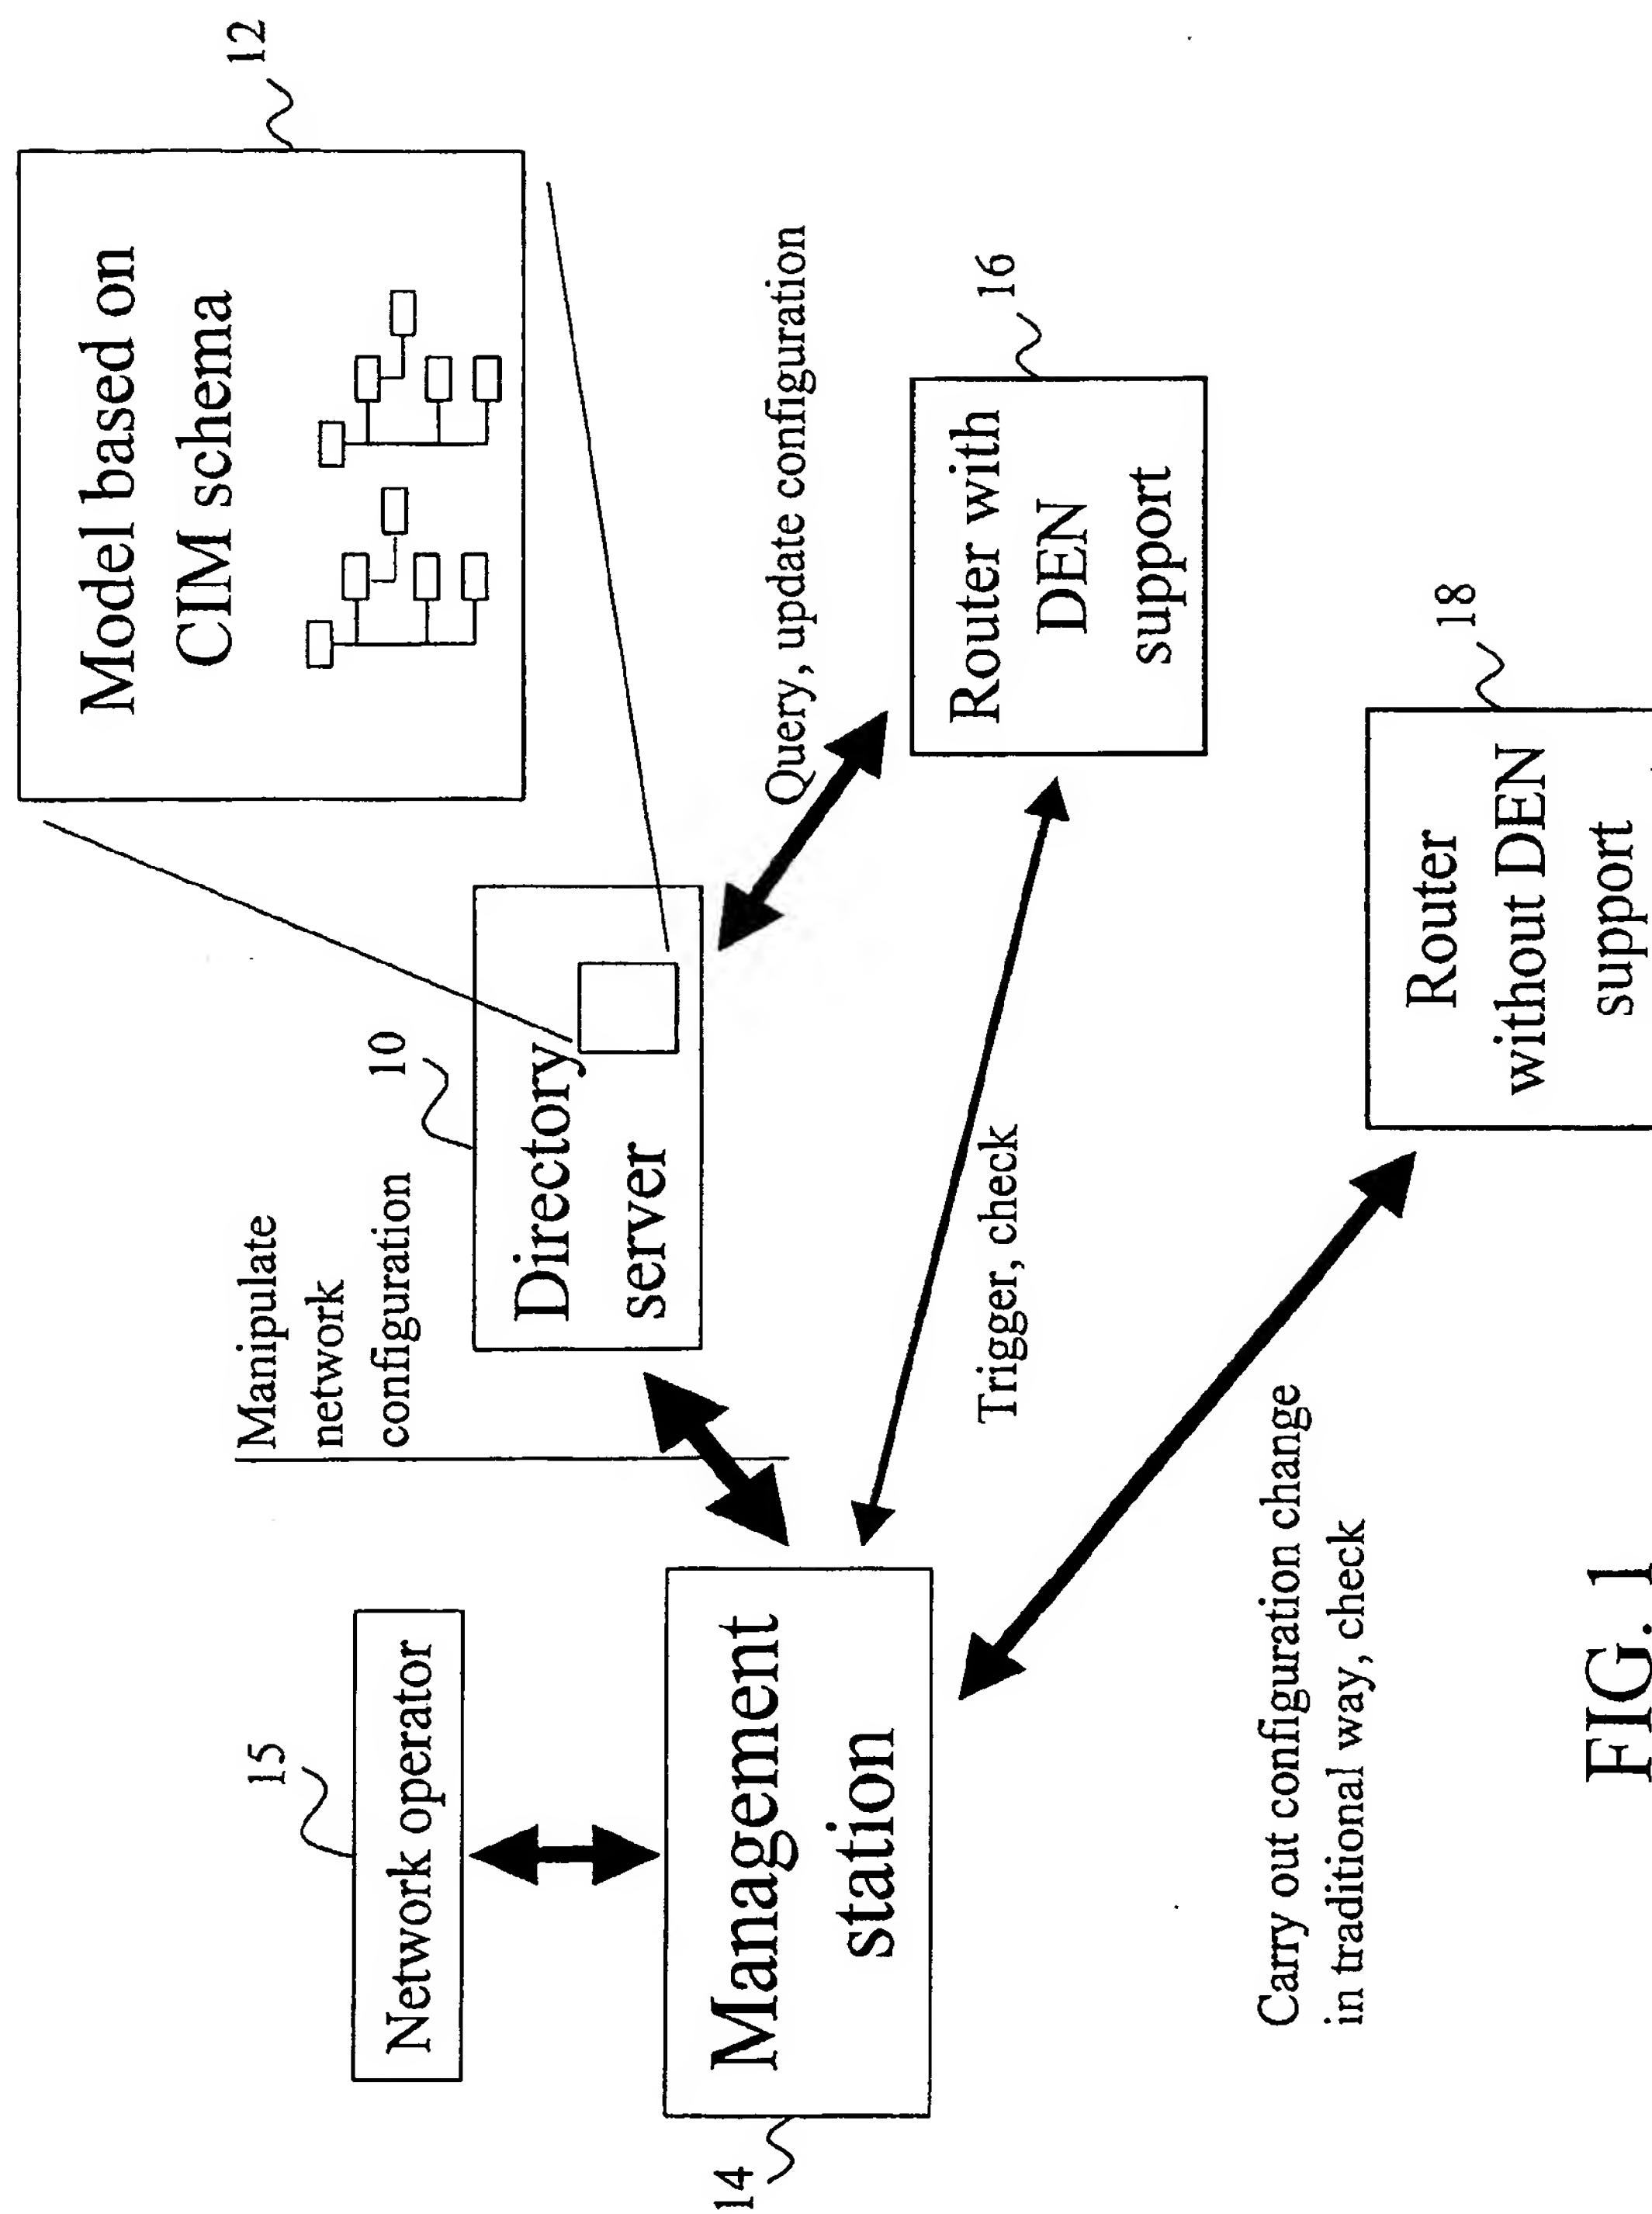 12
Model based on
CIM schema
Manipulate
network
configuration
10
Directory
server
15
Network operator
Query, update configuration
16
Router with
DEN
support
14
Management
station
Trigger, check
18
Router
without DEN
support
Carry out configuration change
in traditional way, check
FIG. 1